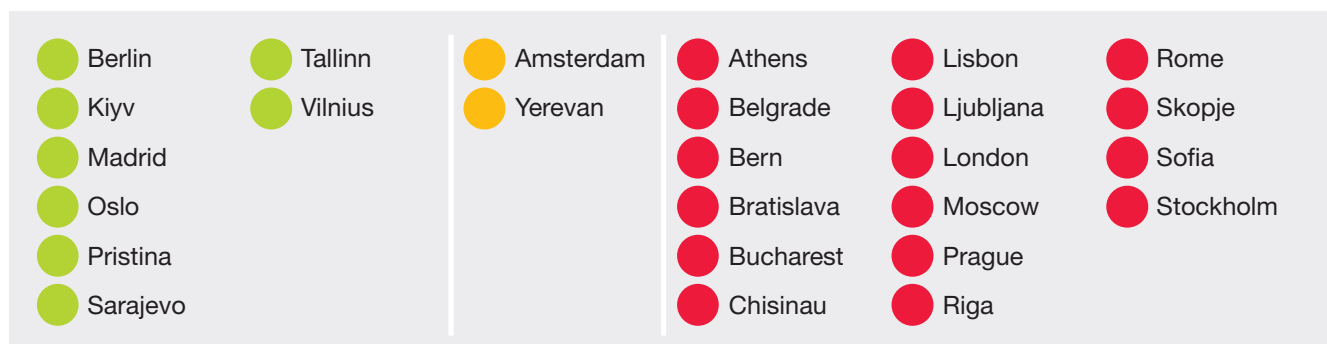 Berlin
Kiyv
Madrid
Oslo
Pristina
Sarajevo
Tallinn
Vilnius
Amsterdam
Yerevan
Athens
Belgrade
Bern
Bratislava
Bucharest
Chisinau
Lisbon
Ljubljana
London
Moscow
Prague
Riga
Rome
Skopje
Sofia
Stockholm